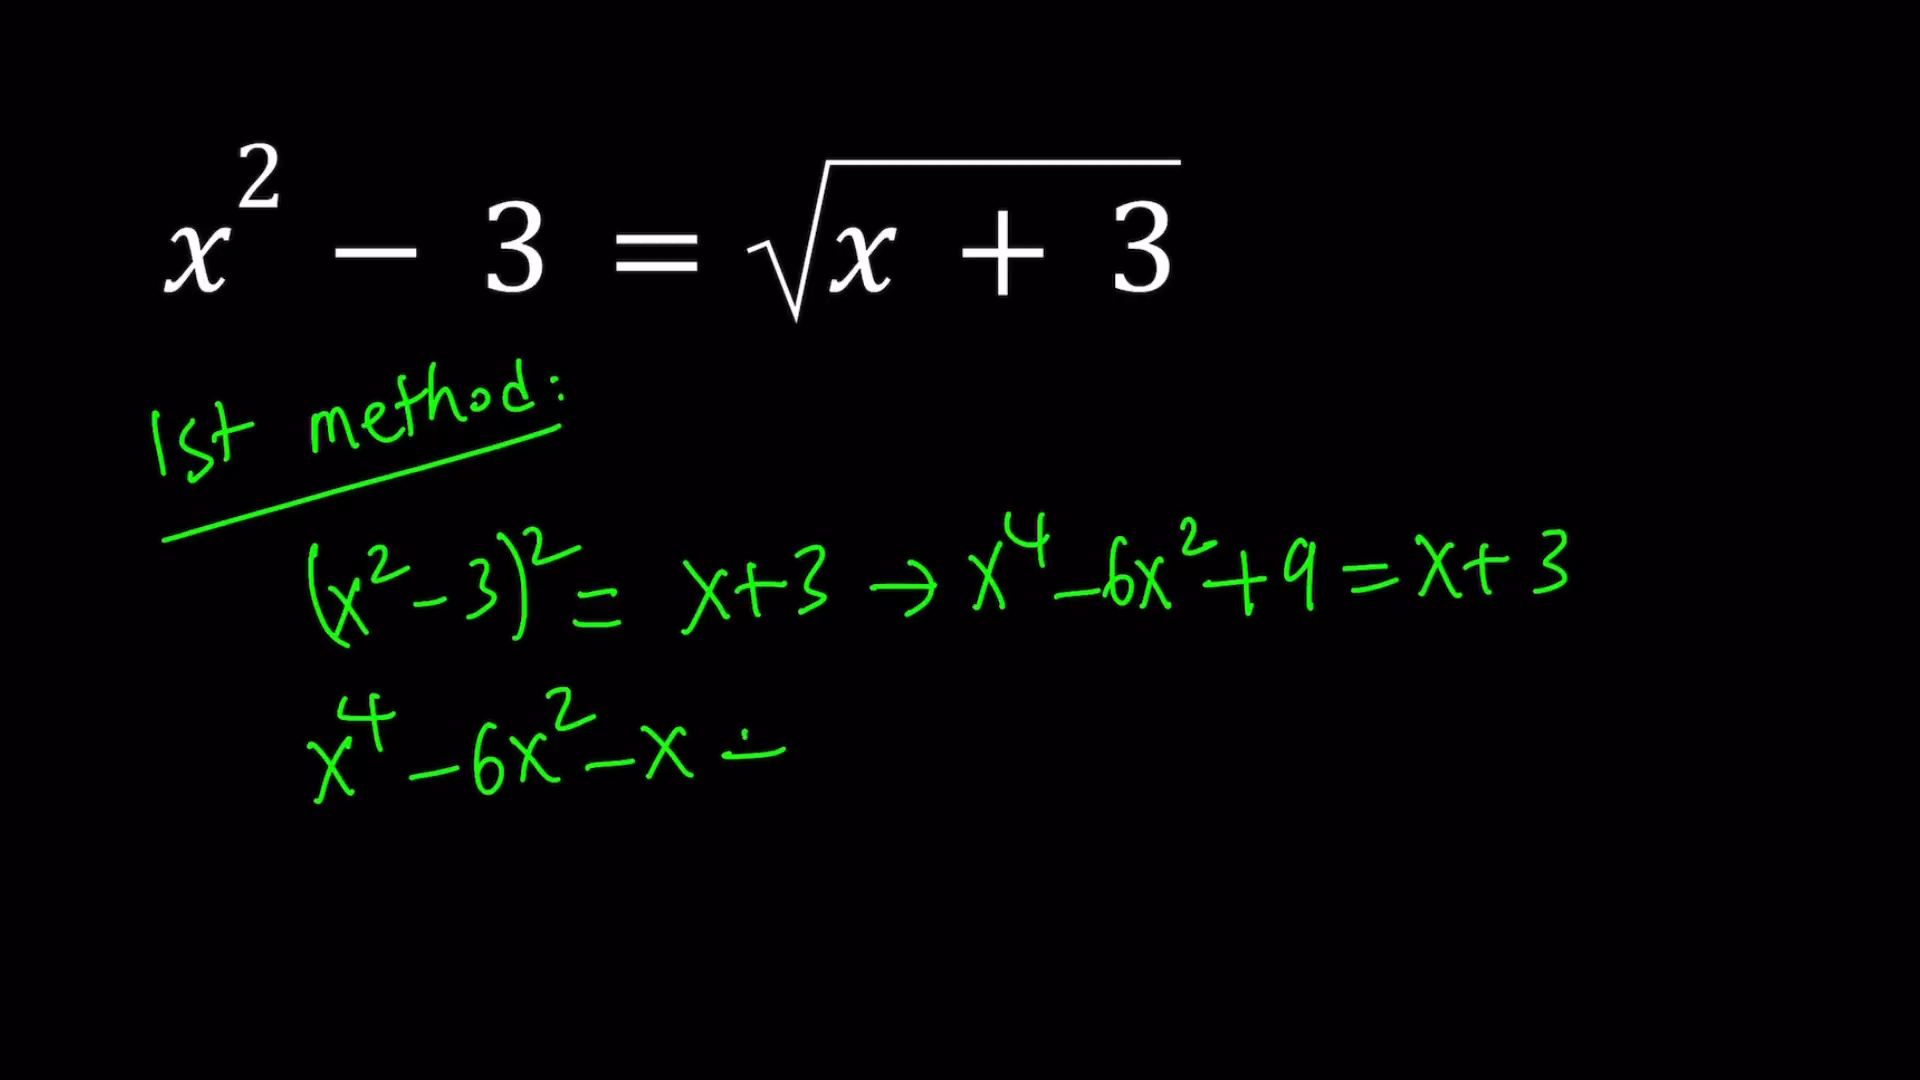 x² − 3 = √(x + 3)
1st method:
(x² − 3)² = x + 3 → x⁴ − 6x² + 9 = x + 3
x⁴ − 6x² − x